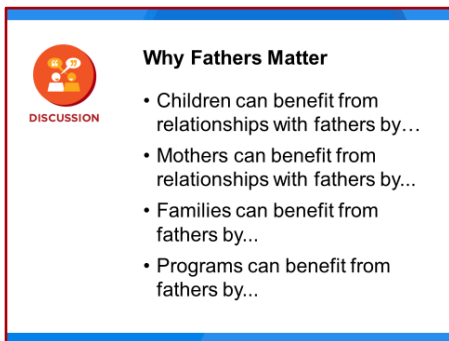 Why Fathers Matter
DISCUSSION
• Children can benefit from
relationships with fathers by…
• Mothers can benefit from
relationships with fathers by...
• Families can benefit from
fathers by...
• Programs can benefit from
fathers by...